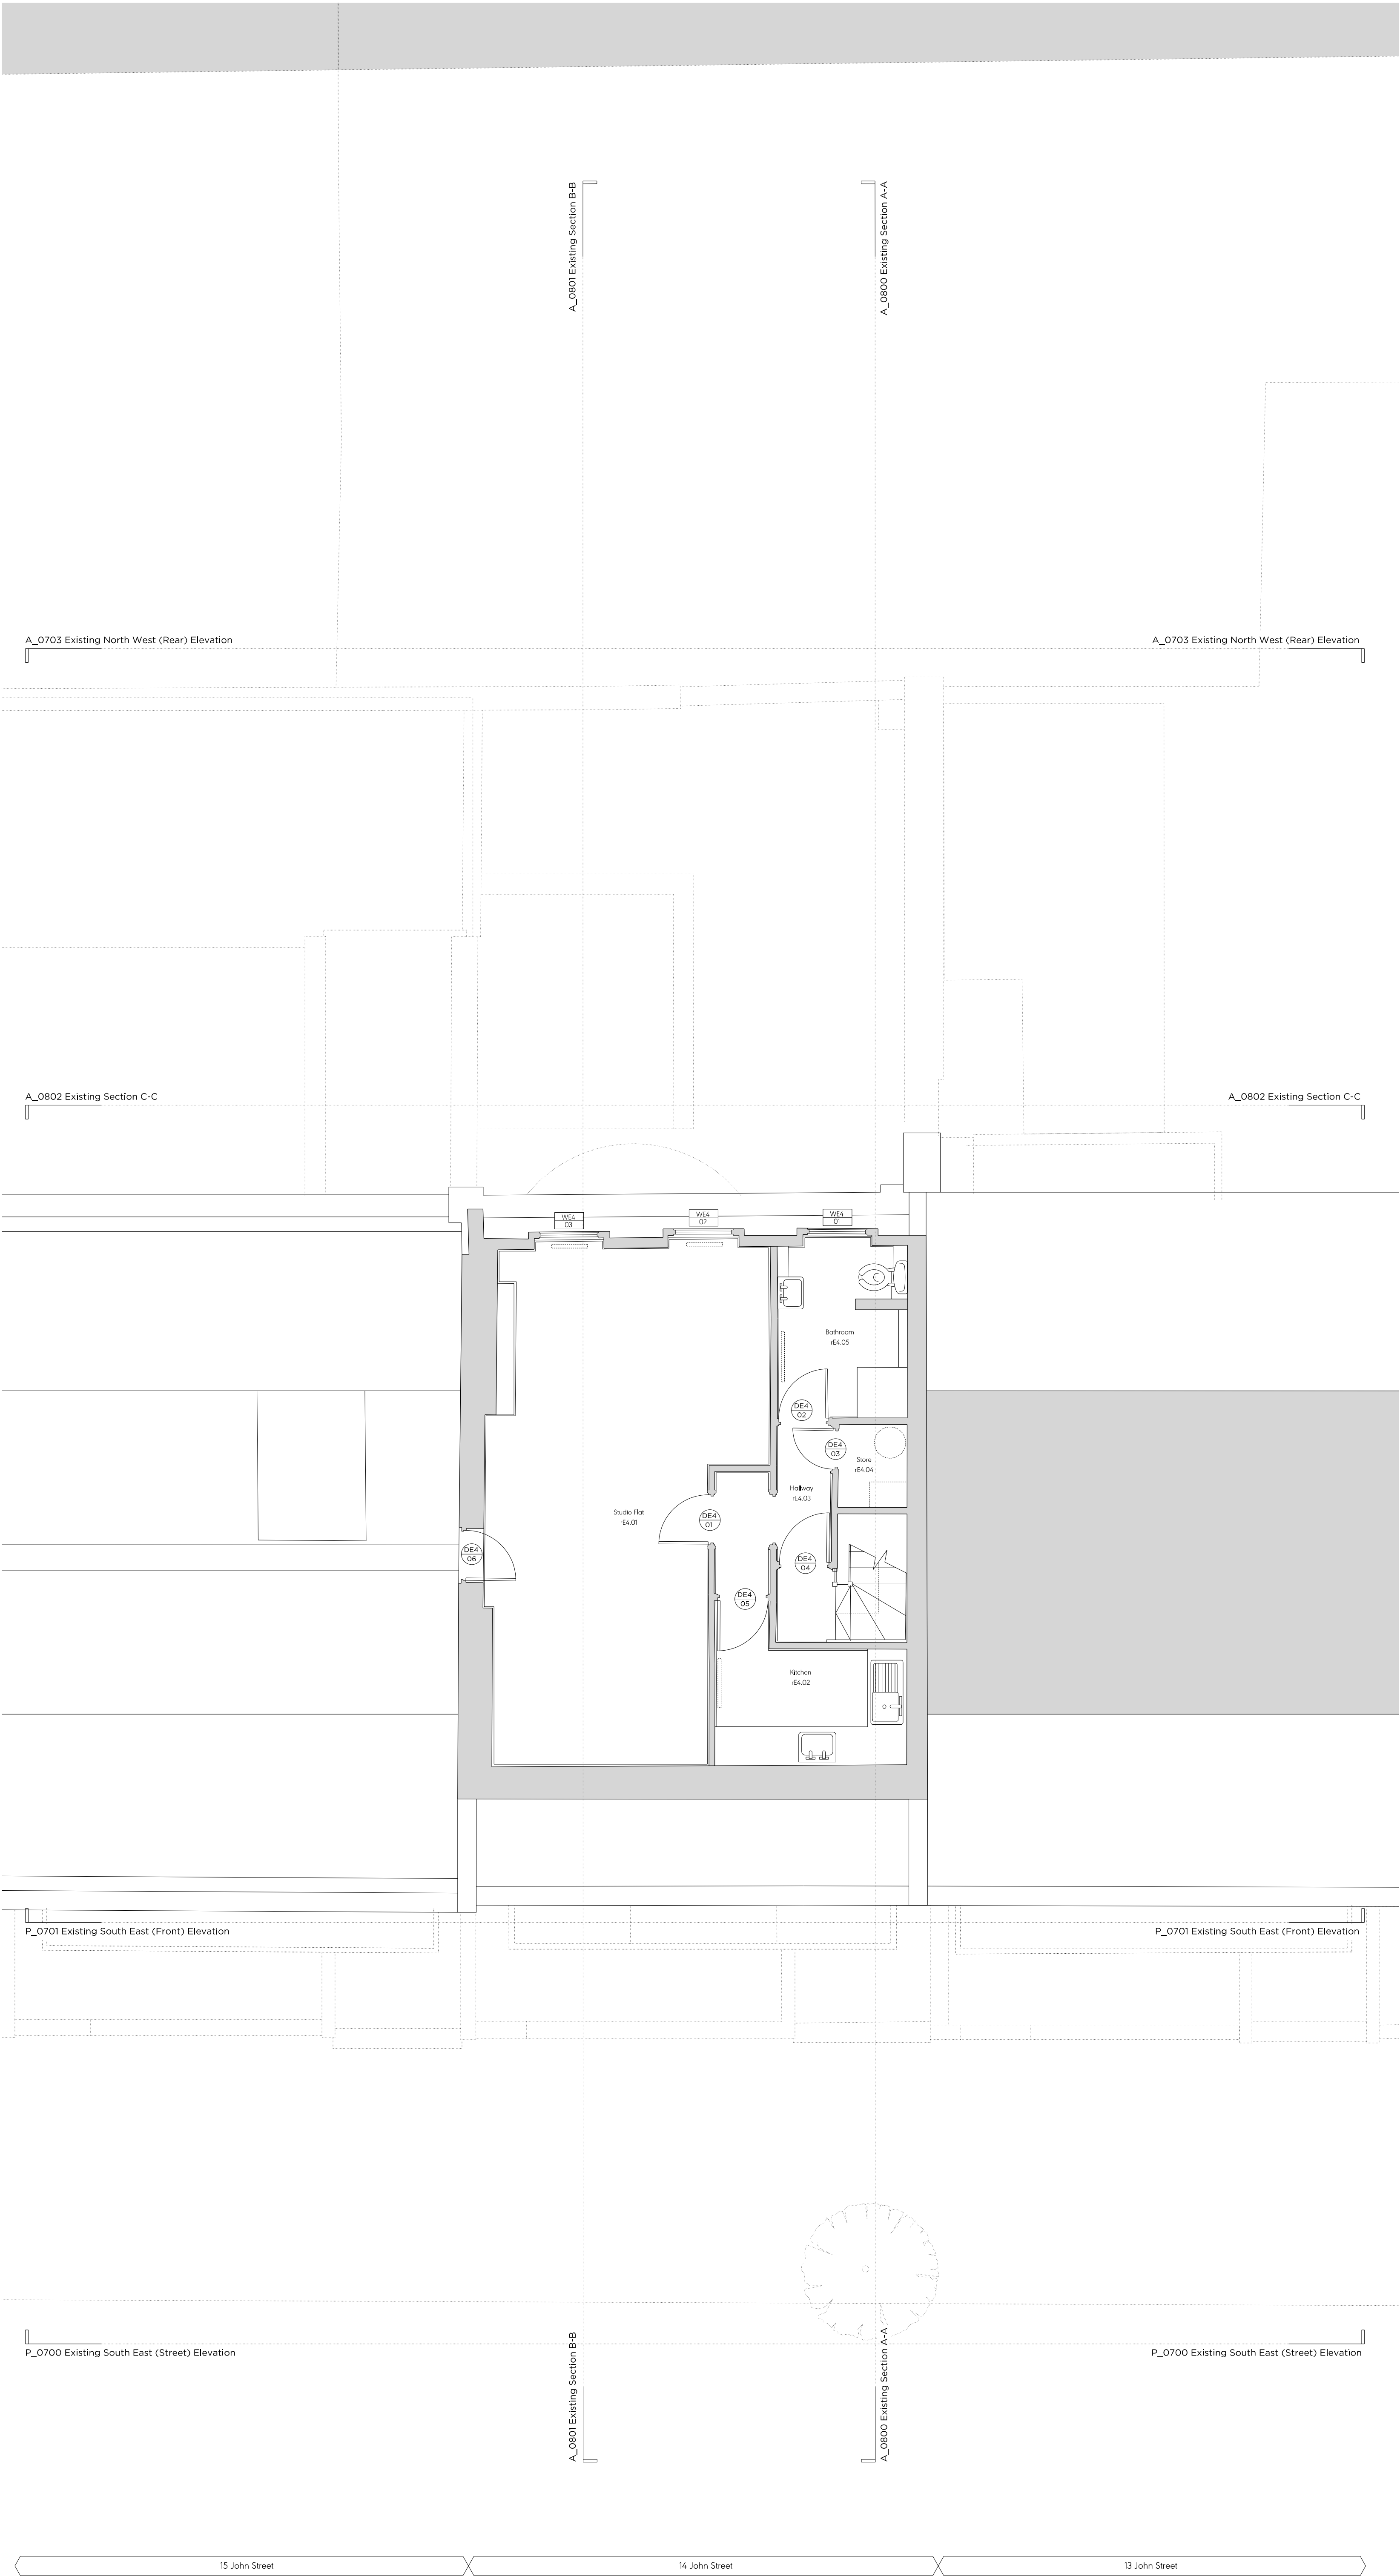 A_0801 Existing Section B-B
A_0800 Existing Section A-A
A_0703 Existing North West (Rear) Elevation
A_0703 Existing North West (Rear) Elevation
A_0802 Existing Section C-C
A_0802 Existing Section C-C
WE4
03
WE4
02
WE4
01
Bathroom
rE4.05
DE4
02
DE4
03
Store
rE4.04
Hallway
rE4.03
Studio Flat
rE4.01
DE4
01
DE4
06
DE4
04
DE4
05
Kitchen
rE4.02
P_0701 Existing South East (Front) Elevation
P_0701 Existing South East (Front) Elevation
P_0700 Existing South East (Street) Elevation
P_0700 Existing South East (Street) Elevation
A_0801 Existing Section B-B
A_0800 Existing Section A-A
15 John Street
14 John Street
13 John Street